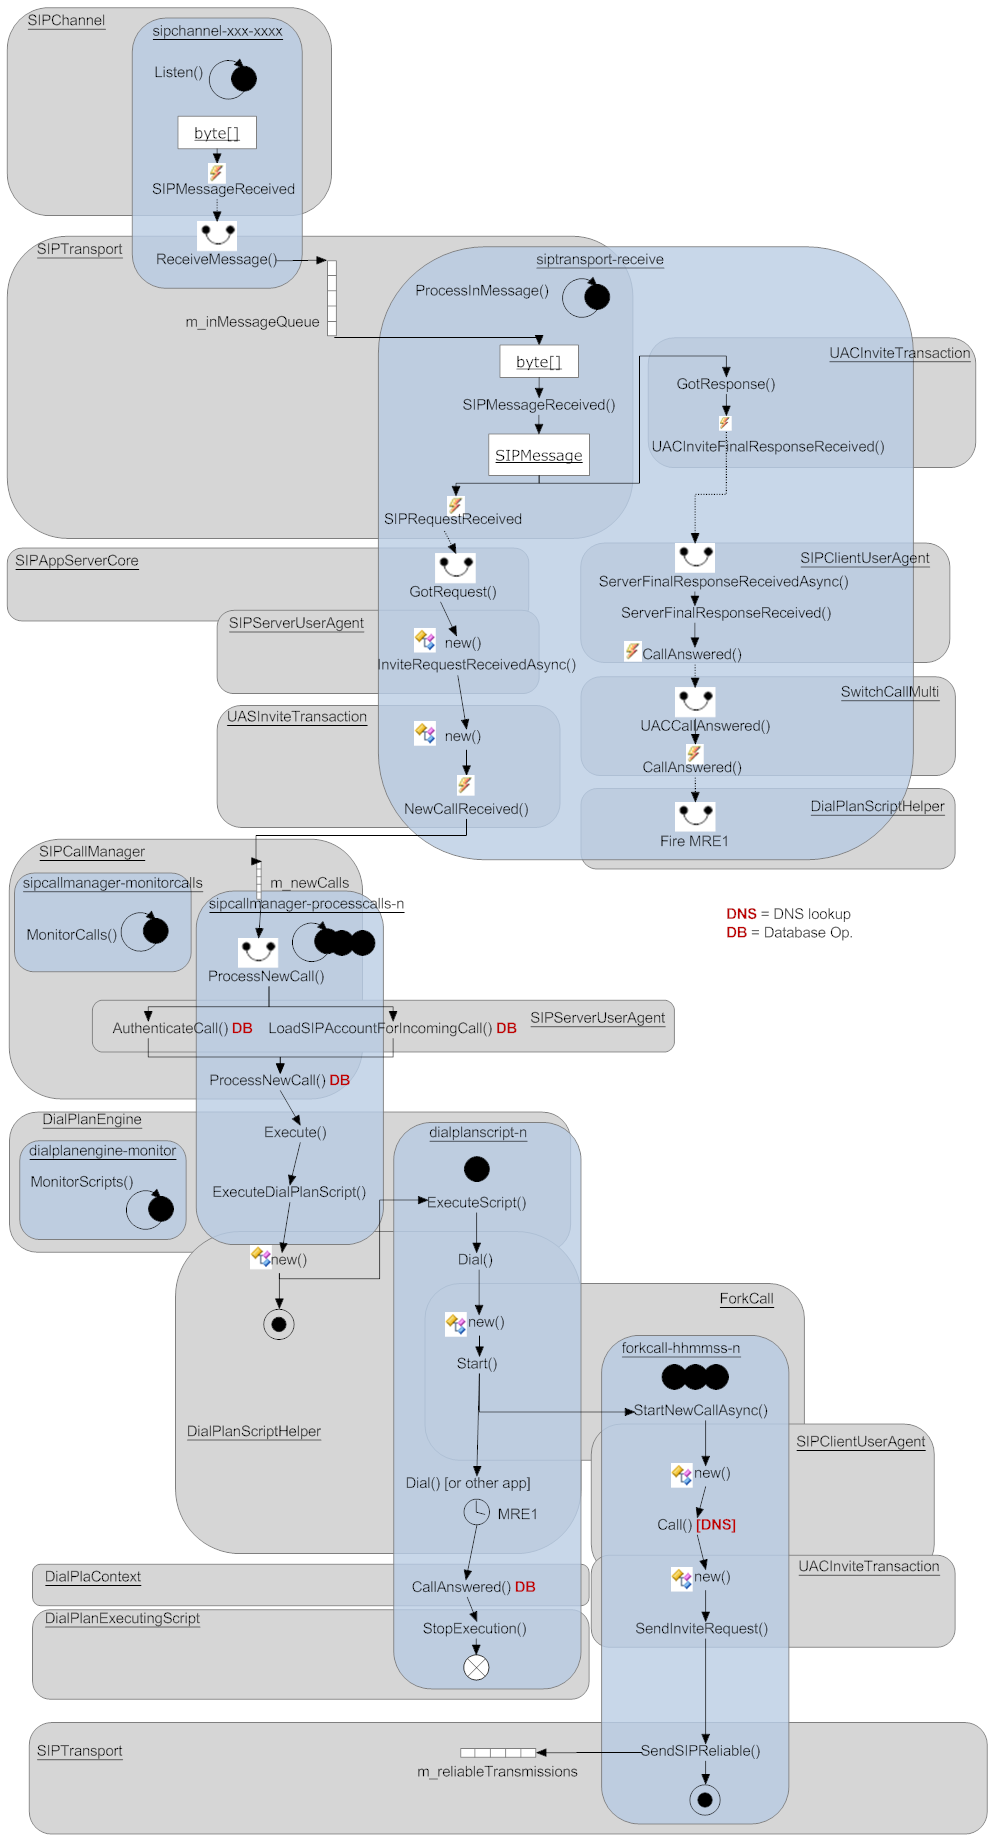 SIPChannel
sipchannel-xxx-xxxx
Listen()
byte[]
SIPMessageReceived
SIPTransport
ReceiveMessage()
m_inMessageQueue
siptransport-receive
ProcessInMessage()
byte[]
SIPMessageReceived()
SIPMessage
SIPRequestReceived
UACInviteTransaction
GotResponse()
UACInviteFinalResponseReceived()
SIPAppServerCore
GotRequest()
SIPServerUserAgent
new()
InviteRequestReceivedAsync()
UASInviteTransaction
new()
NewCallReceived()
SIPClientUserAgent
ServerFinalResponseReceivedAsync()
ServerFinalResponseReceived()
CallAnswered()
SwitchCallMulti
UACCallAnswered()
CallAnswered()
DialPlanScriptHelper
Fire MRE1
SIPCallManager
sipcallmanager-monitorcalls
MonitorCalls()
m_newCalls
sipcallmanager-processcalls-n
ProcessNewCall()
DNS = DNS lookup
DB = Database Op.
SIPServerUserAgent
AuthenticateCall() DB
LoadSIPAccountForIncomingCall() DB
ProcessNewCall() DB
DialPlanEngine
dialplanengine-monitor
MonitorScripts()
Execute()
ExecuteDialPlanScript()
new()
dialplanscript-n
ExecuteScript()
Dial()
new()
Start()
ForkCall
forkcall-hhmmss-n
StartNewCallAsync()
DialPlanScriptHelper
Dial() [or other app]
MRE1
SIPClientUserAgent
new()
Call() [DNS]
UACInviteTransaction
new()
SendInviteRequest()
DialPlaContext
CallAnswered() DB
DialPlanExecutingScript
StopExecution()
SIPTransport
SendSIPReliable()
m_reliableTransmissions